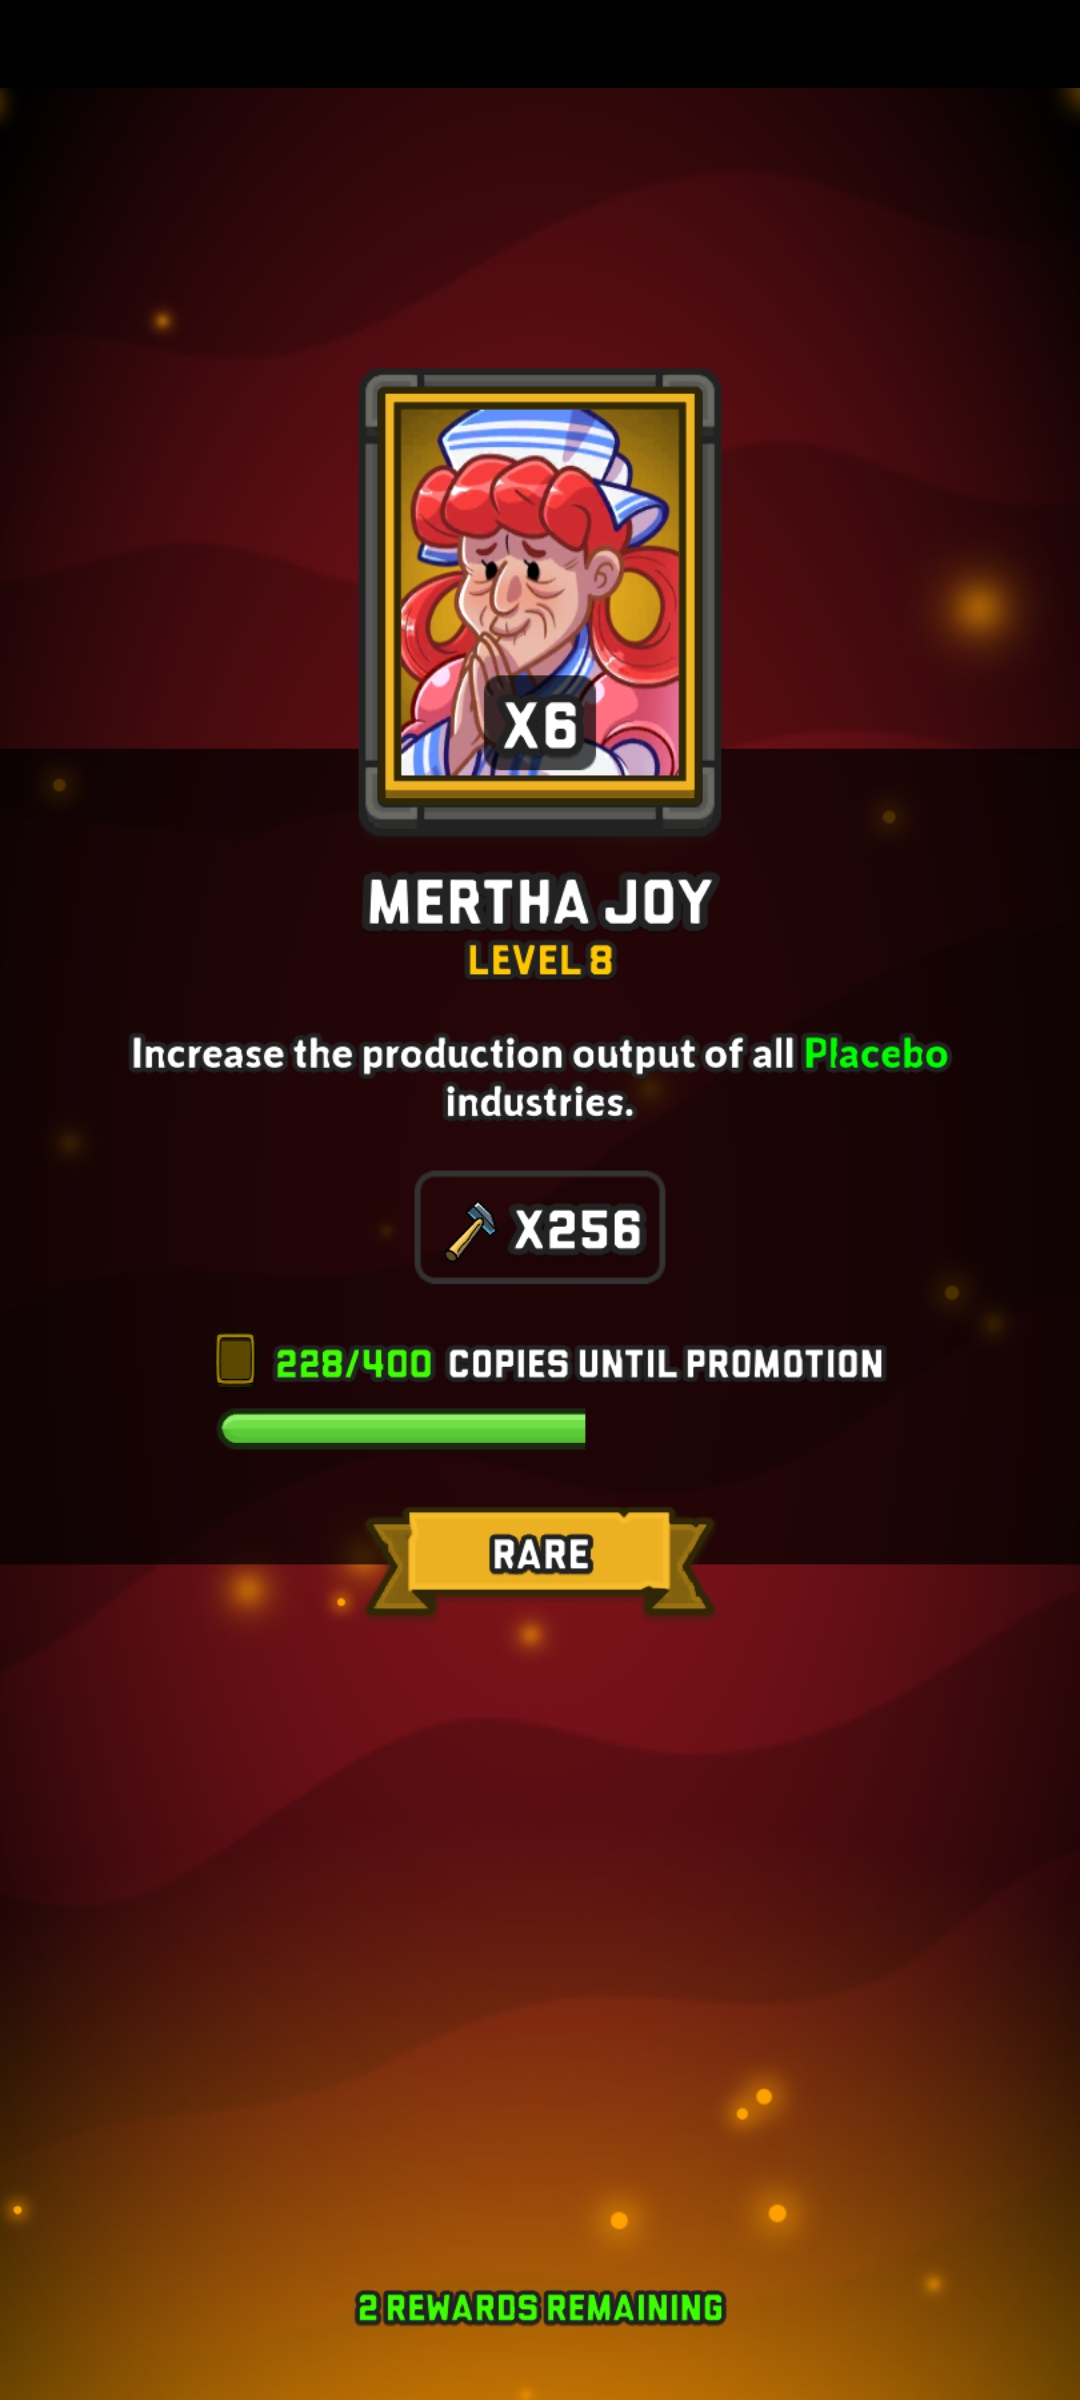 X6
MERTHA JOY
LEVEL 8
Increase the production output of all Placebo
industries.
X256
228/400 COPIES UNTIL PROMOTION
RARE
2 REWARDS REMAINING